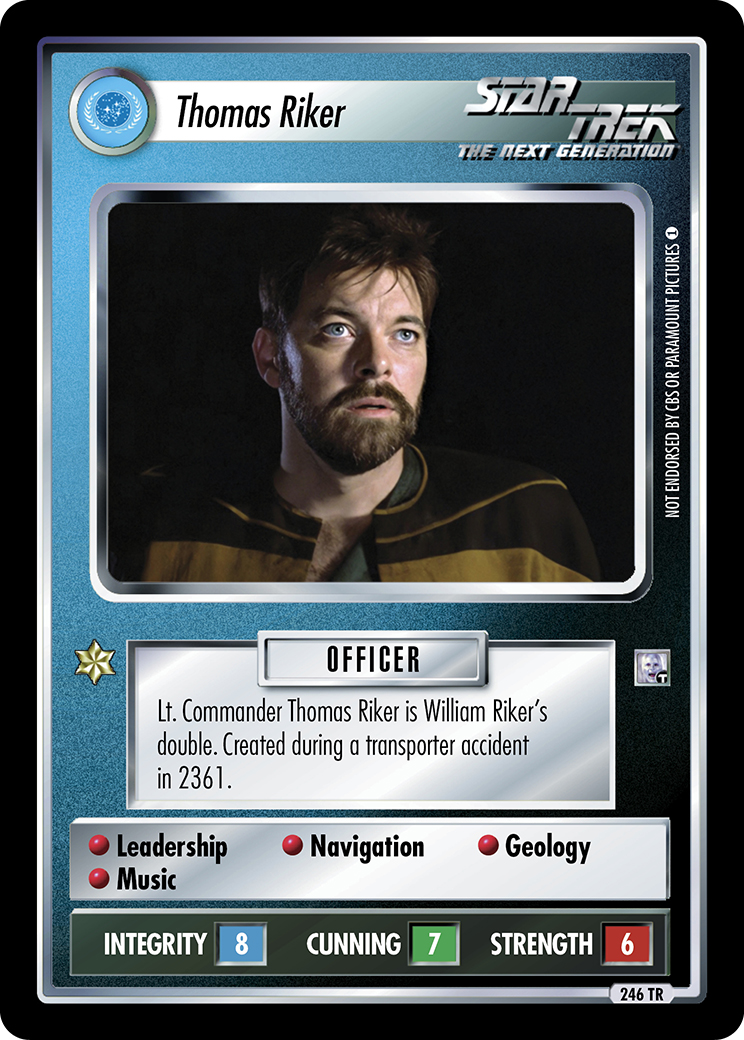 Thomas Riker
STAR TREK
THE NEXT GENERATION
NOT ENDORSED BY CBS OR PARAMOUNT PICTURES 1
OFFICER
Lt. Commander Thomas Riker is William Riker's
double. Created during a transporter accident
in 2361.
Leadership Navigation Geology
Music
INTEGRITY 8 CUNNING 7 STRENGTH 6
246 TR